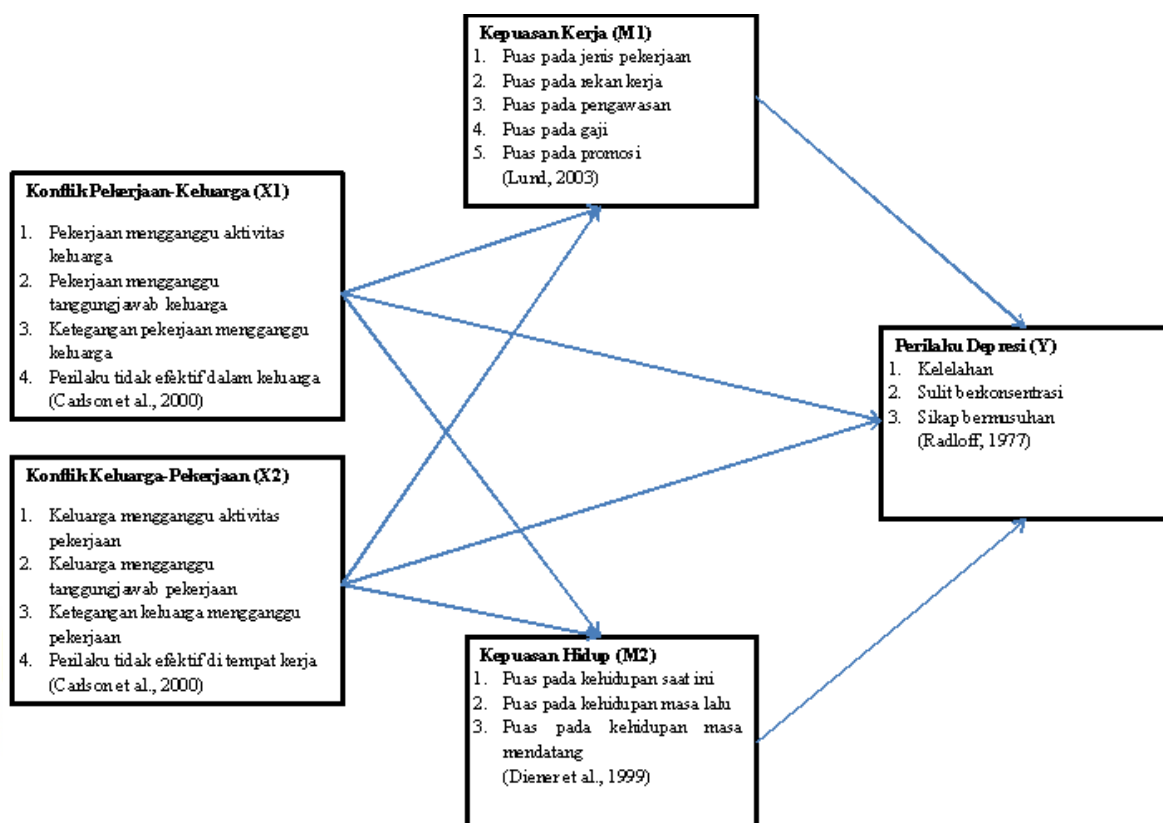 Kepuasan Kerja (M1)
1. Puas pada jenis pekerjaan
2. Puas pada rekan kerja
3. Puas pada pengawasan
4. Puas pada gaji
5. Puas pada promosi
(Lund, 2003)
Konflik Pekerjaan-Keluarga (X1)
1. Pekerjaan mengganggu aktivitas
keluarga
2. Pekerjaan mengganggu
tanggungjawab keluarga
3. Ketegangan pekerjaan mengganggu
keluarga
4. Perilaku tidak efektif dalam keluarga
(Carlson et al., 2000)
Perilaku Depresi (Y)
1. Kelelahan
2. Sulit berkonsentrasi
3. Sikap bermusuhan
(Radloff, 1977)
Konflik Keluarga-Pekerjaan (X2)
1. Keluarga mengganggu aktivitas
pekerjaan
2. Keluarga mengganggu
tanggungjawab pekerjaan
3. Ketegangan keluarga mengganggu
pekerjaan
4. Perilaku tidak efektif di tempat kerja
(Carlson et al., 2000)
Kepuasan Hidup (M2)
1. Puas pada kehidupan saat ini
2. Puas pada kehidupan masa lalu
3. Puas pada kehidupan masa
mendatang
(Diener et al., 1999)